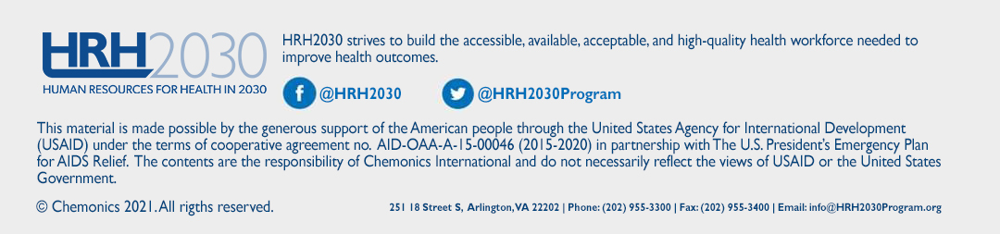 HRH2030
HUMAN RESOURCES FOR HEALTH IN 2030
HRH2030 strives to build the accessible, available, acceptable, and high-quality health workforce needed to
improve health outcomes.
@HRH2030
@HRH2030Program
This material is made possible by the generous support of the American people through the United States Agency for International Development
(USAID) under the terms of cooperative agreement no. AID-OAA-A-15-00046 (2015-2020) in partnership with The U.S. President's Emergency Plan
for AIDS Relief. The contents are the responsibility of Chemonics International and do not necessarily reflect the views of USAID or the United States
Government.
© Chemonics 2021. All rigths reserved.
251 18 Street S, Arlington, VA 22202 | Phone: (202) 955-3300 | Fax: (202) 955-3400 | Email: info@HRH2030Program.org